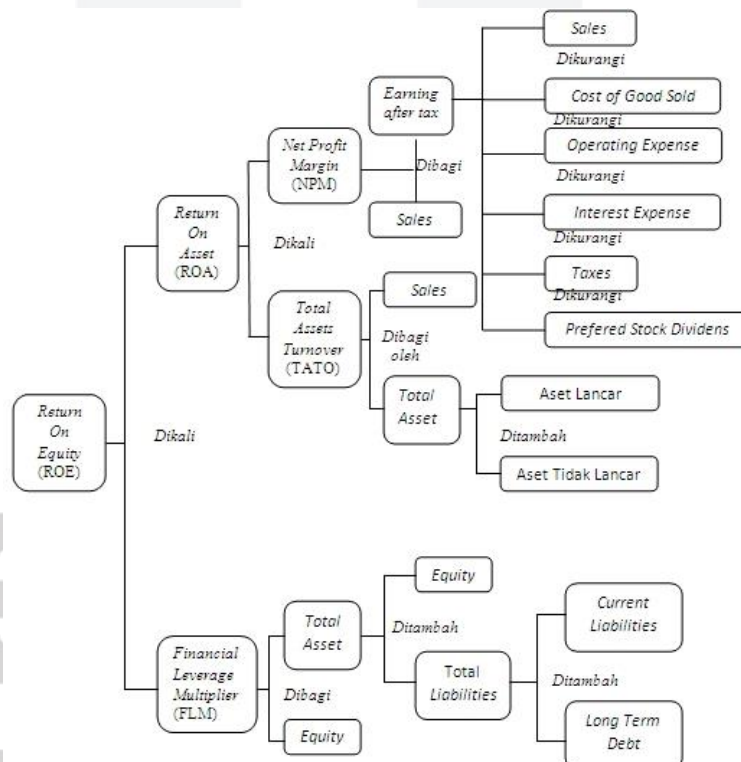 Sales
Dikurangi
Earning
after tax
Cost of Good Sold
Dikurangi
Operating Expense
Net Profit
Margin
(NPM)
Dibagi
Dikurangi
Sales
Interest Expense
Dikurangi
Return
On
Asset
(ROA)
Dikali
Taxes
Dikurangi
Sales
Total
Assets
Turnover
(TATO)
Dibagi
oleh
Prefered Stock Dividens
Total
Asset
Aset Lancar
Ditambah
Aset Tidak Lancar
Return
On
Equity
(ROE)
Dikali
Equity
Total
Asset
Ditambah
Current
Liabilities
Financial
Leverage
Multiplier
(FLM)
Dibagi
Total
Liabilities
Ditambah
Equity
Long Term
Debt